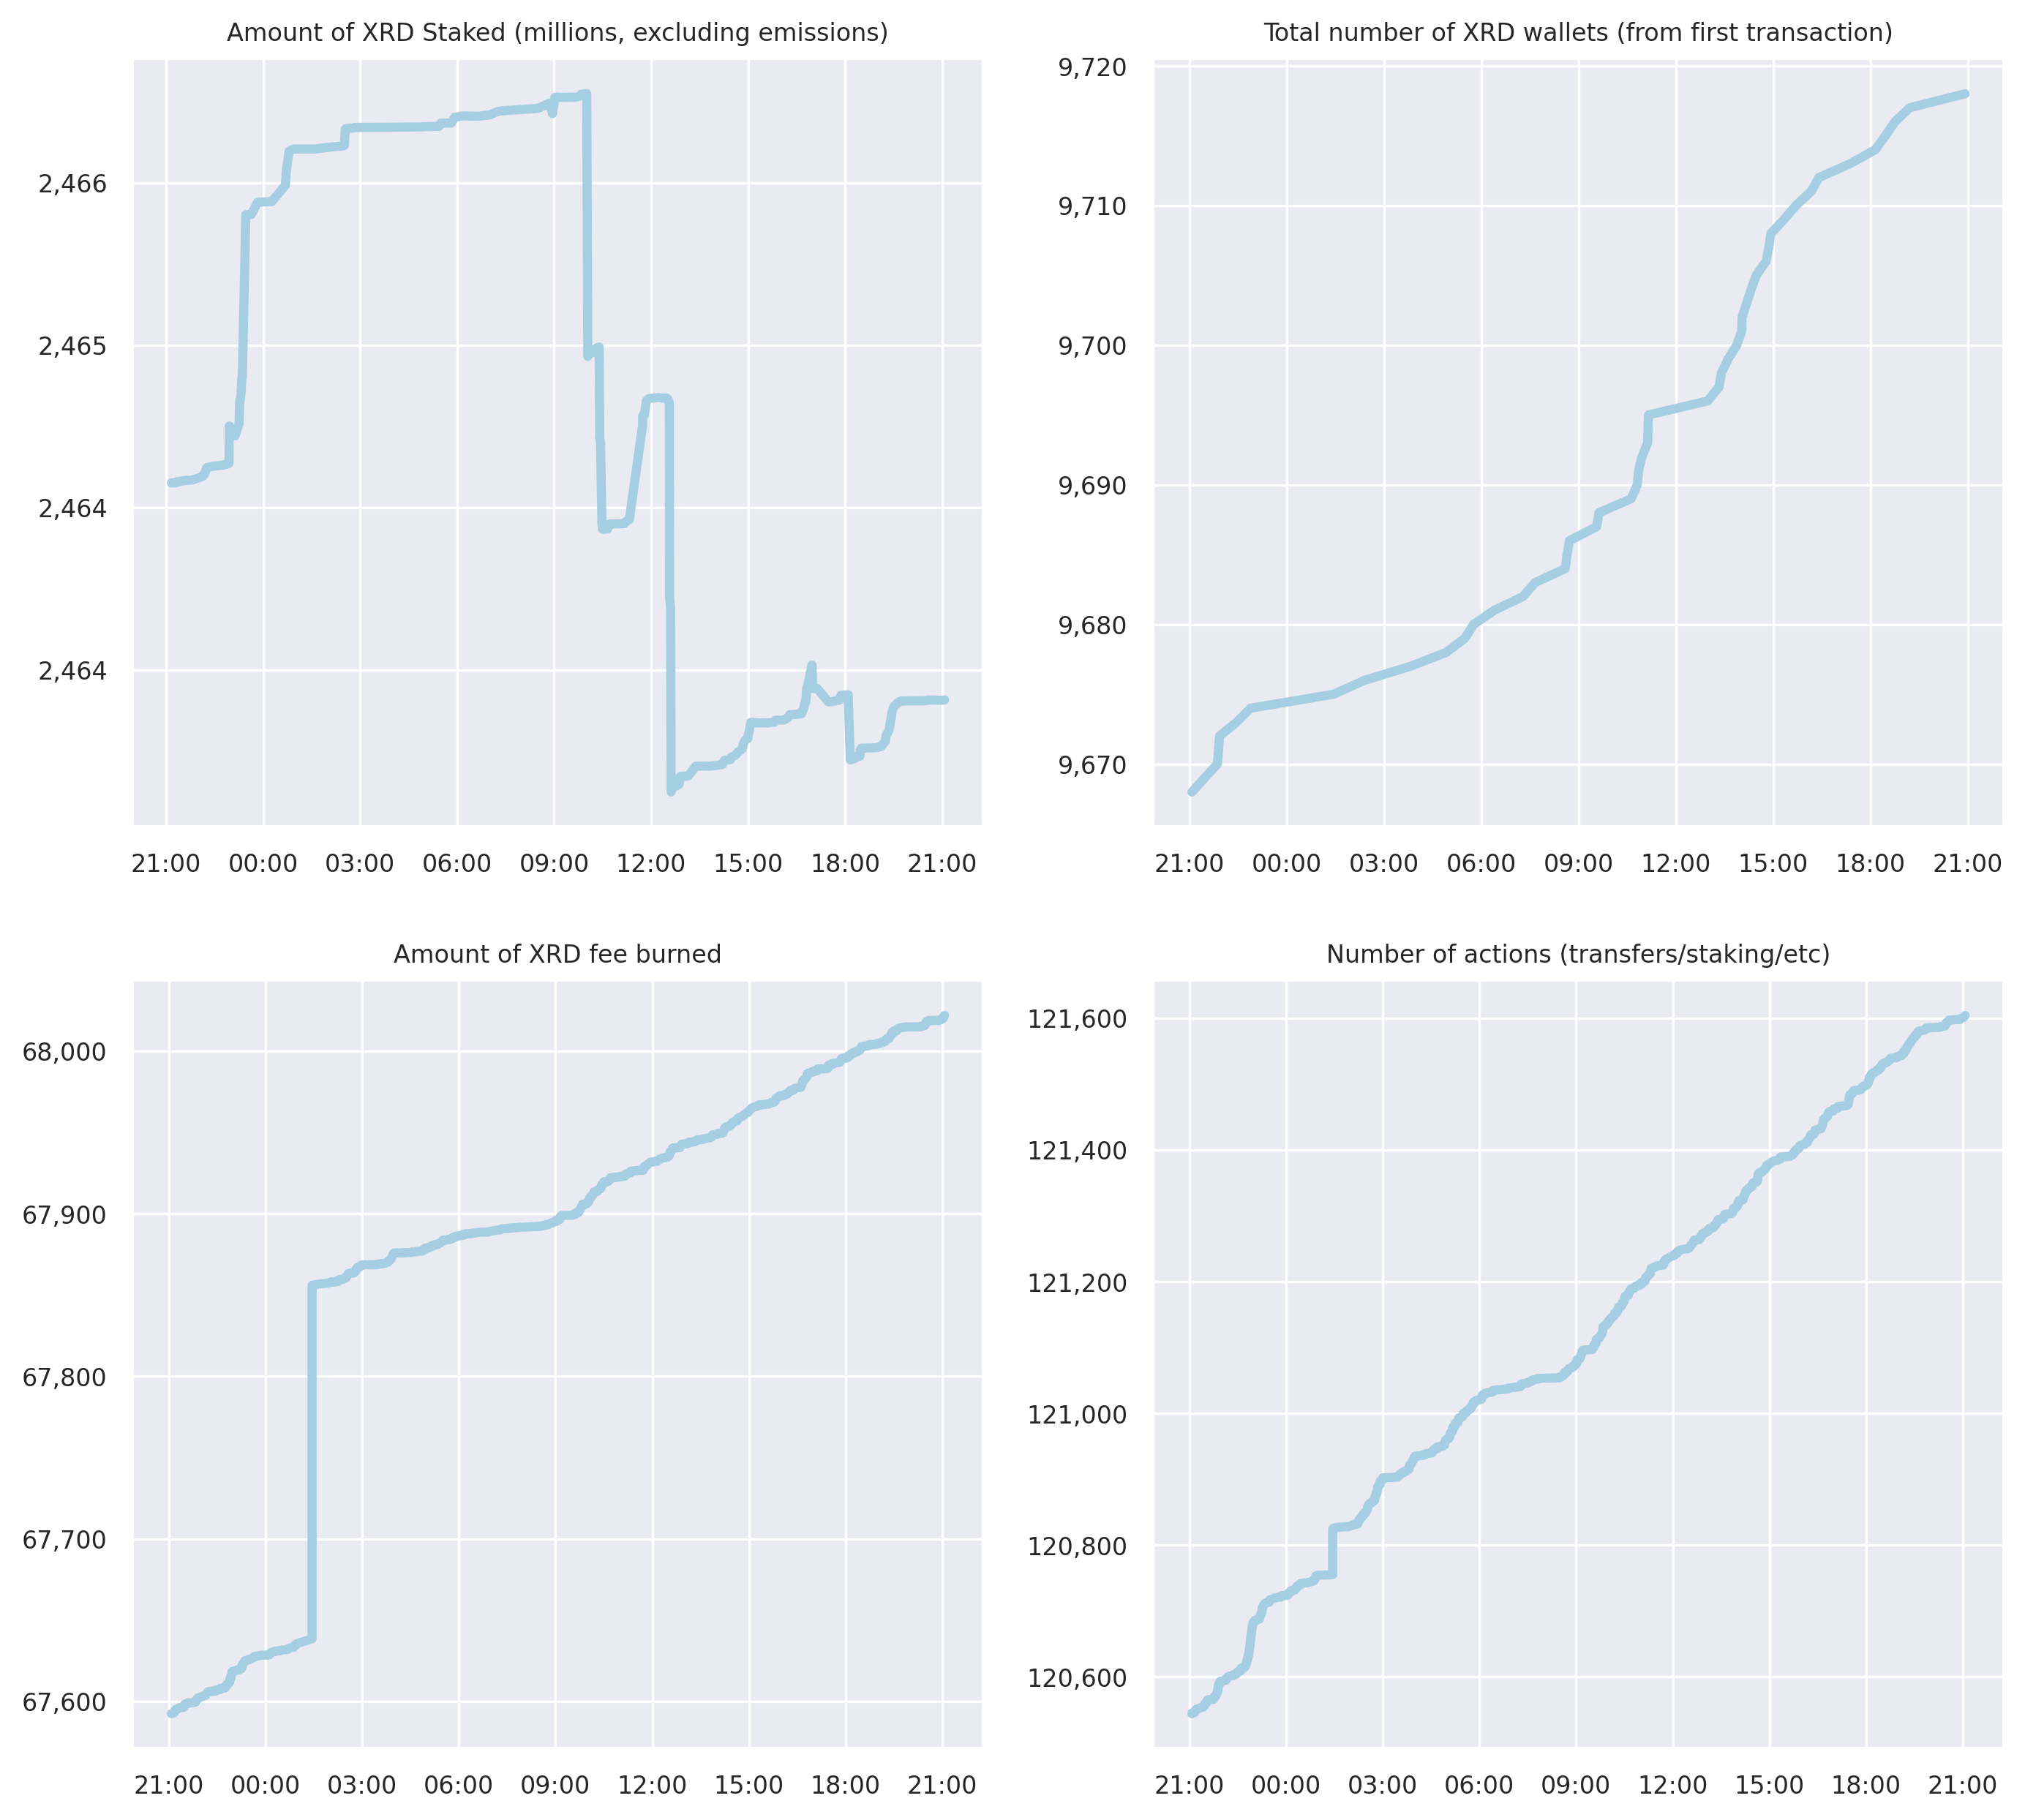 Amount of XRD Staked (millions, excluding emissions)
2,466
2,465
2,464
2,464
21:00 00:00 03:00 06:00 09:00 12:00 15:00 18:00 21:00
Total number of XRD wallets (from first transaction)
9,720
9,710
9,700
9,690
9,680
9,670
21:00 00:00 03:00 06:00 09:00 12:00 15:00 18:00 21:00
Amount of XRD fee burned
68,000
67,900
67,800
67,700
67,600
21:00 00:00 03:00 06:00 09:00 12:00 15:00 18:00 21:00
Number of actions (transfers/staking/etc)
121,600
121,400
121,200
121,000
120,800
120,600
21:00 00:00 03:00 06:00 09:00 12:00 15:00 18:00 21:00